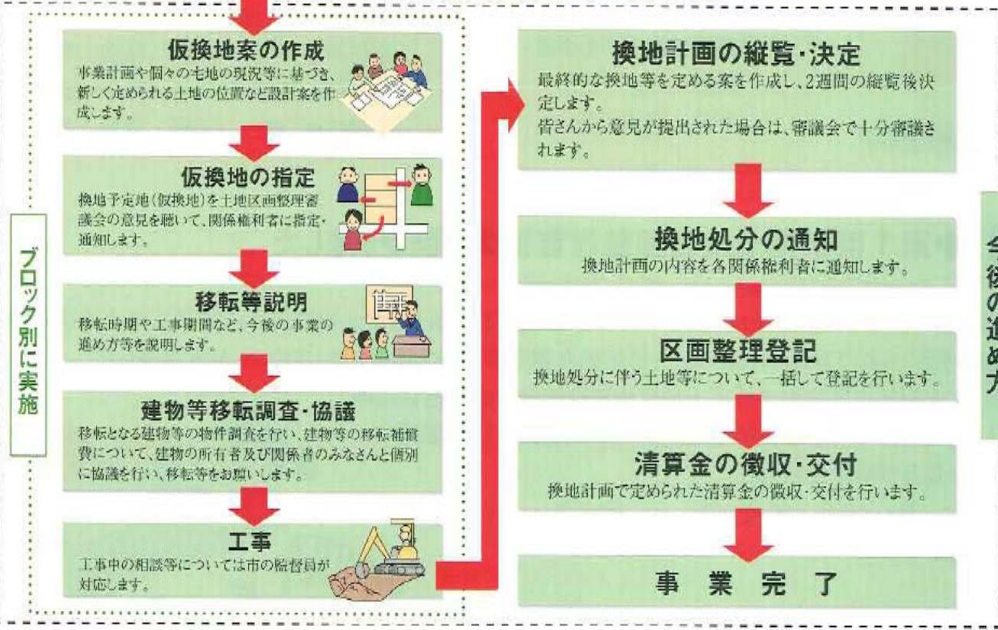 ブロック別に実施
仮換地案の作成
事業計画や個々の宅地の現況等に基づき、
新しく定められる土地の位置など設計案を作
成します。
仮換地の指定
換地予定地(仮換地)を土地区画整理審
議会の意見を聴いて、関係権利者に指定・
通知します。
移転等説明
移転時期や工事期間など、今後の事業の
進め方等を説明します。
建物等移転調査・協議
移転となる建物等の物件調査を行い、建物等の移転補償
費について、建物の所有者及び関係者のみなさんと個別
に協議を行い、移転等をお願いします。
工事
工事中の相談等については市の監督員が
対応します。
換地計画の縦覧・決定
最終的な換地等を定める案を作成し、2週間の縦覧後決
定します。
皆さんから意見が提出された場合は、審議会で十分審議さ
れます。
換地処分の通知
換地計画の内容を各関係権利者に通知します。
区画整理登記
換地処分に伴う土地等について、一括して登記を行います。
清算金の徴収・交付
換地計画で定められた清算金の徴収・交付を行います。
事業完了
今後の進め方